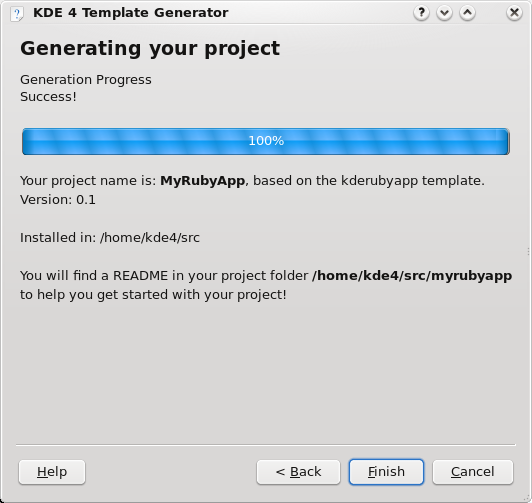 KDE 4 Template Generator
Generating your project
Generation Progress
Success!
100%
Your project name is: MyRubyApp, based on the kderubyapp template.
Version: 0.1
Installed in: /home/kde4/src
You will find a README in your project folder /home/kde4/src/myrubyapp
to help you get started with your project!
Help
< Back
Finish
Cancel